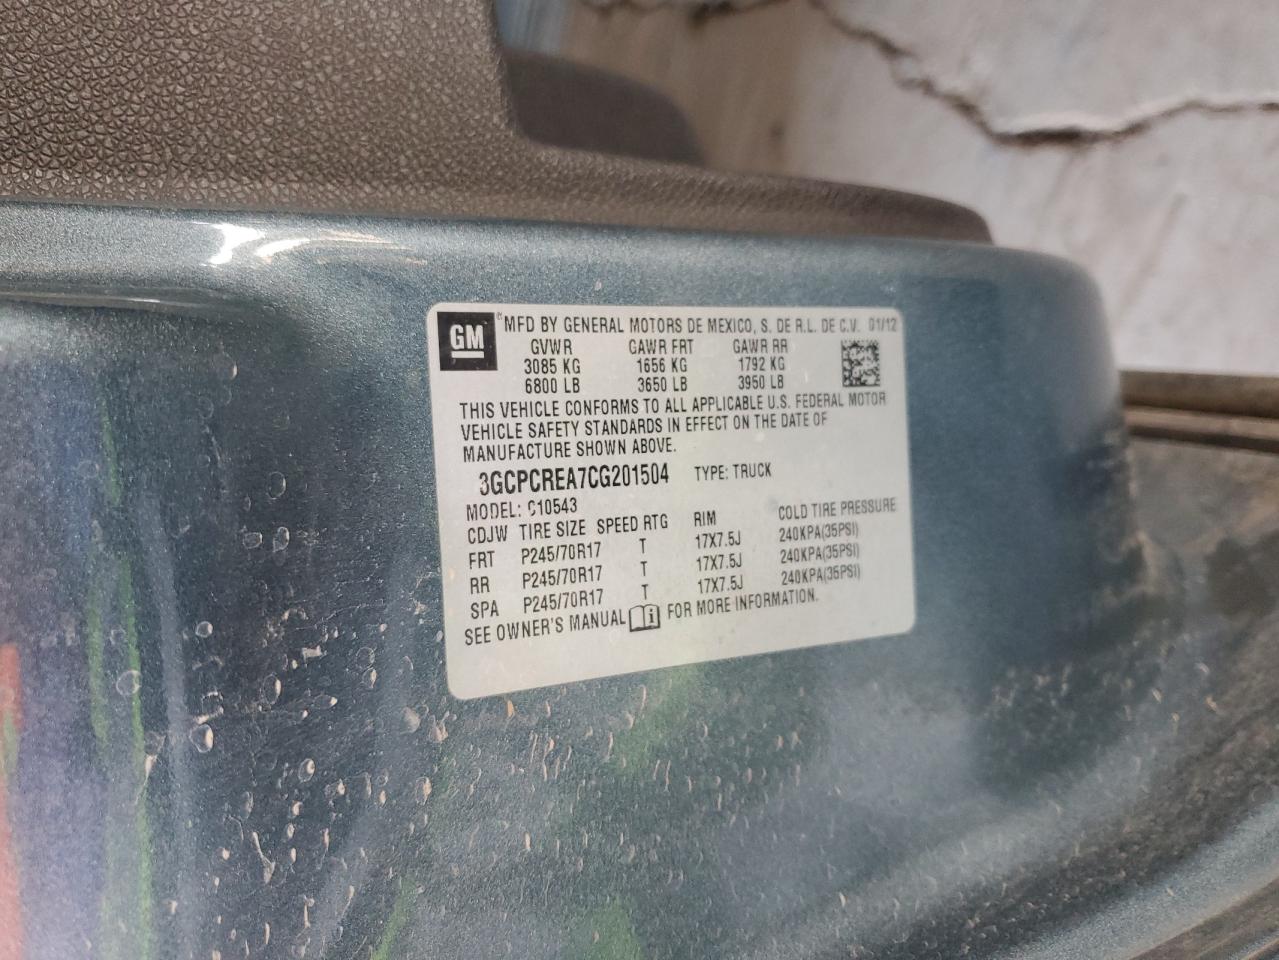 GM
MFD BY GENERAL MOTORS DE MEXICO, S. DE R.L. DE C.V. 01/12
GVWR GAWR FRT GAWR RR
3085 KG 1656 KG 1792 KG
6800 LB 3650 LB 3950 LB
THIS VEHICLE CONFORMS TO ALL APPLICABLE U.S. FEDERAL MOTOR
VEHICLE SAFETY STANDARDS IN EFFECT ON THE DATE OF
MANUFACTURE SHOWN ABOVE.
3GCPCREA7CG201504 TYPE: TRUCK
MODEL: C10543
CDJW TIRE SIZE SPEED RTG RIM COLD TIRE PRESSURE
FRT P245/70R17 T 17X7.5J 240KPA(35PSI)
RR P245/70R17 T 17X7.5J 240KPA(35PSI)
SPA P245/70R17 T 17X7.5J 240KPA(35PSI)
SEE OWNER'S MANUAL i FOR MORE INFORMATION.